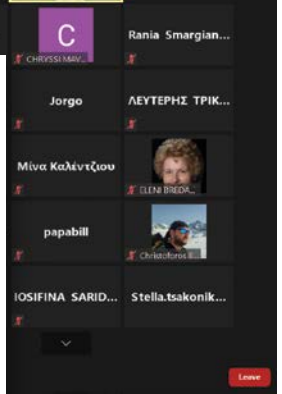 C
CHRYSSI MAV...
Rania Smargian...
Jorgo
ΛΕΥΤΕΡΗΣ ΤΡΙΚ...
Μίνα Καλέντζιου
ELENI BREDA...
papabill
Christoforos
IOSIFINA SARID...
Stella.tsakonik...
Leave